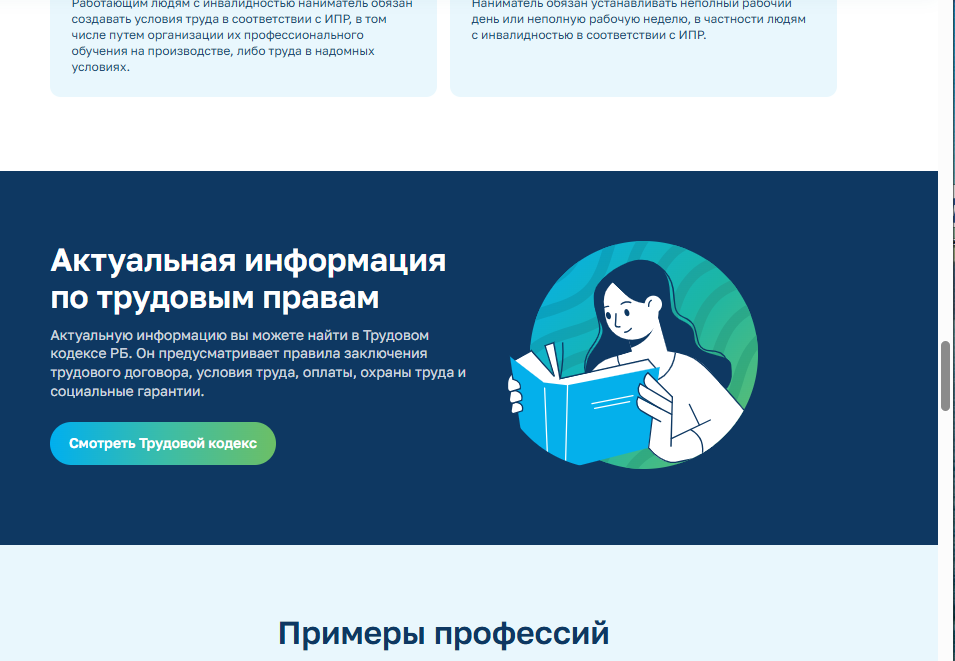 Работающим людям с инвалидностью наниматель обязан
создавать условия труда в соответствии с ИПР, в том
числе путем организации их профессионального
обучения на производстве, либо труда в надомных
условиях.
Наниматель обязан устанавливать неполный рабочий
день или неполную рабочую неделю, в частности людям
с инвалидностью в соответствии с ИПР.
Актуальная информация
по трудовым правам
Актуальную информацию вы можете найти в Трудовом
кодексе РБ. Он предусматривает правила заключения
трудового договора, условия труда, оплаты, охраны труда и
социальные гарантии.
Смотреть Трудовой кодекс
Примеры профессий